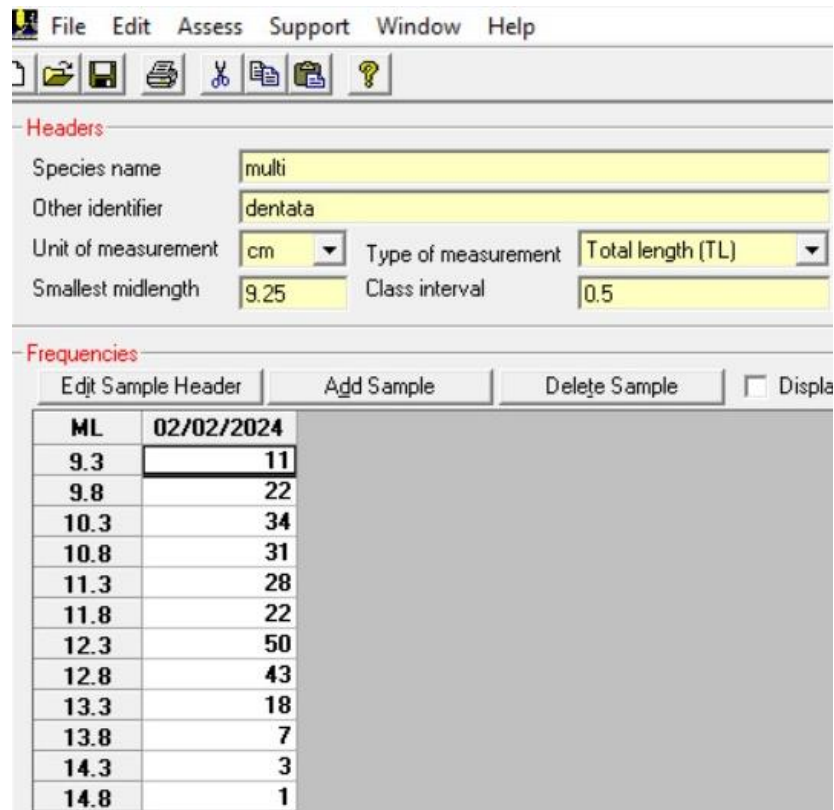 File Edit Assess Support Window Help
Headers
Species name multi
Other identifier dentata
Unit of measurement cm Type of measurement Total length (TL)
Smallest midlength 9.25 Class interval 0.5
Frequencies
Edit Sample Header Add Sample Delete Sample Displa
ML 02/02/2024
9.3 11
9.8 22
10.3 34
10.8 31
11.3 28
11.8 22
12.3 50
12.8 43
13.3 18
13.8 7
14.3 3
14.8 1